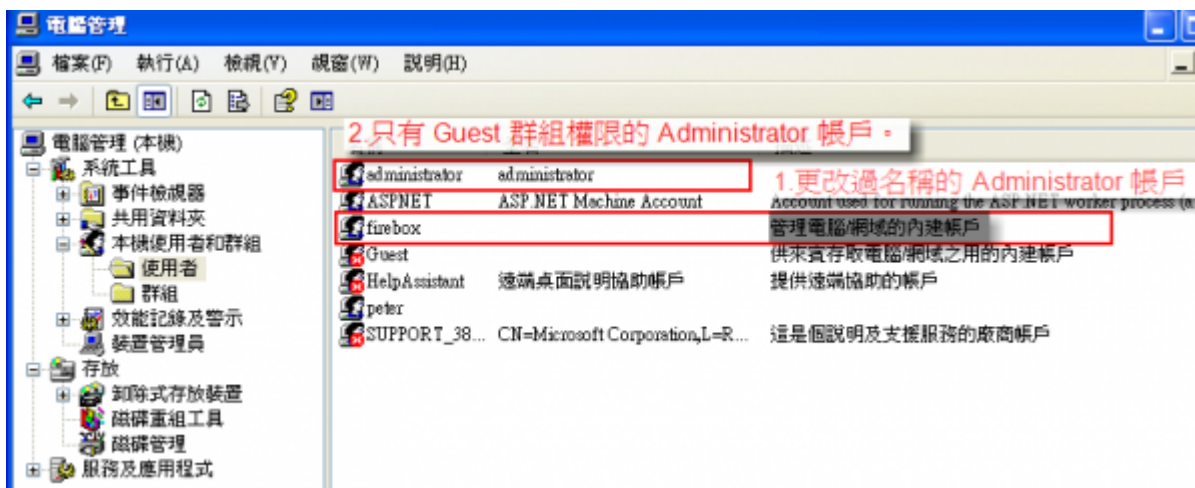 電腦管理
檔案(F) 執行(A) 檢視(V) 視窗(W) 說明(H)
2.只有 Guest 群組權限的 Administrator 帳戶。
電腦管理 (本機)
系統工具
事件檢視器
共用資料夾
本機使用者和群組
使用者
群組
效能記錄及警示
裝置管理員
存放
卸除式存放裝置
磁碟重組工具
磁碟管理
服務及應用程式
administrator administrator
1.更改過名稱的 Administrator 帳戶
ASPNET ASP.NET Machine Account Account used for running the ASP.NET worker process (a
firebox 管理電腦/網域的內建帳戶
Guest 供來賓存取電腦/網域之用的內建帳戶
HelpAssistant 遠端桌面說明協助帳戶 提供遠端協助的帳戶
peter
SUPPORT_38... CN=Microsoft Corporation,L=R... 這是個說明及支援服務的廠商帳戶